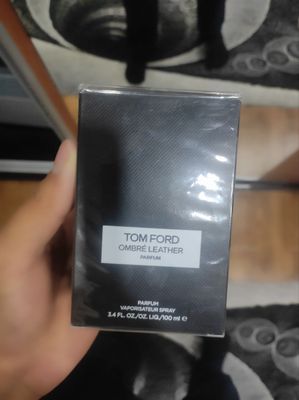 TOM FORD
OMBRÉ LEATHER
PARFUM
PARFUM
VAPORISATEUR SPRAY
3.4 FL. OZ./OZ. LIQ./100 ml ℮